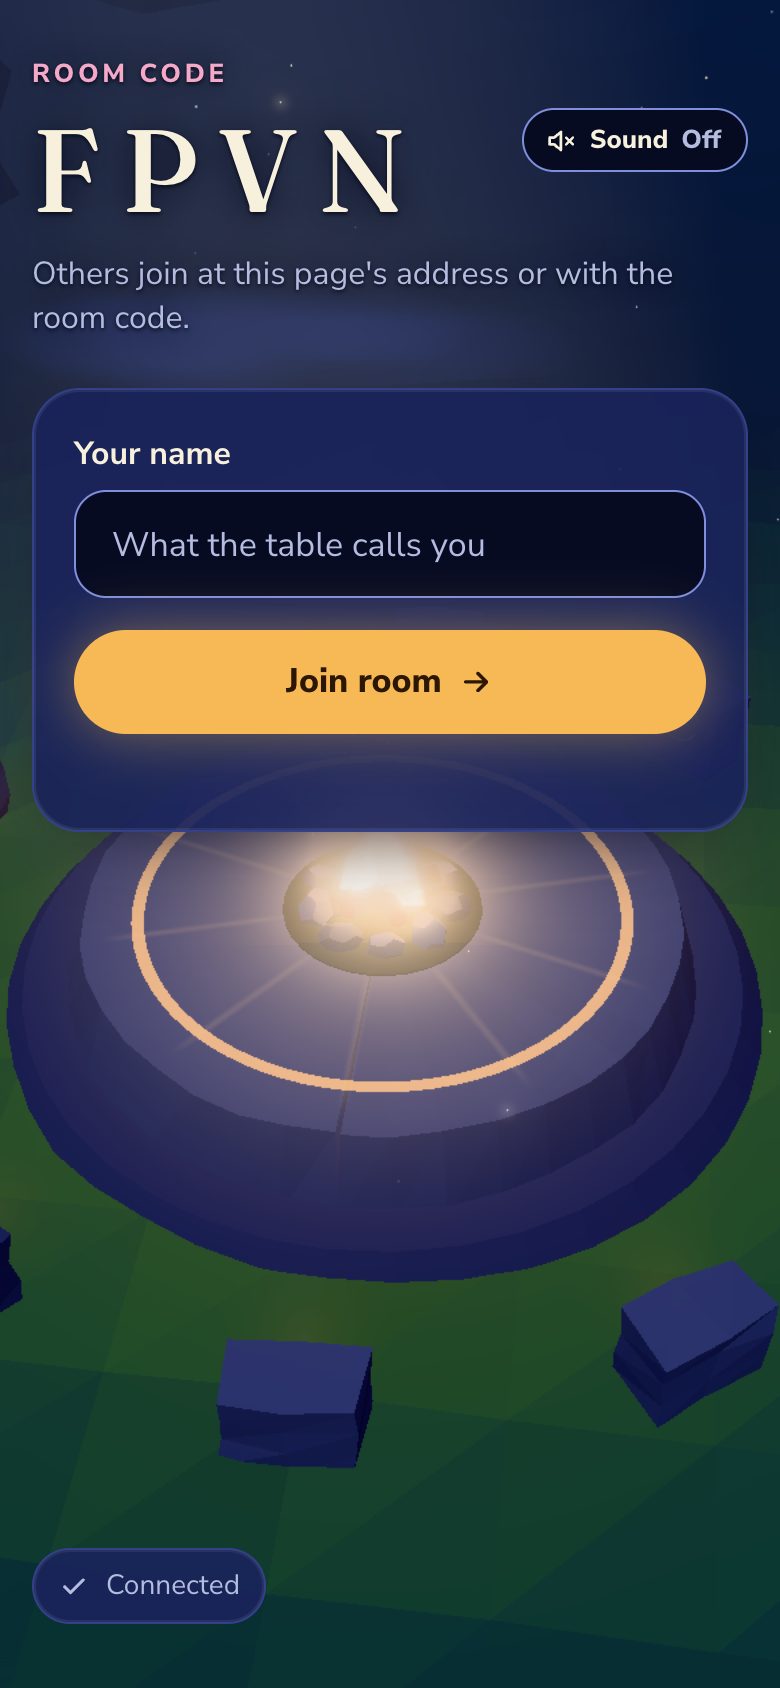 ROOM CODE
FPVN
Sound Off
Others join at this page's address or with the
room code.
Your name
What the table calls you
Join room →
Connected